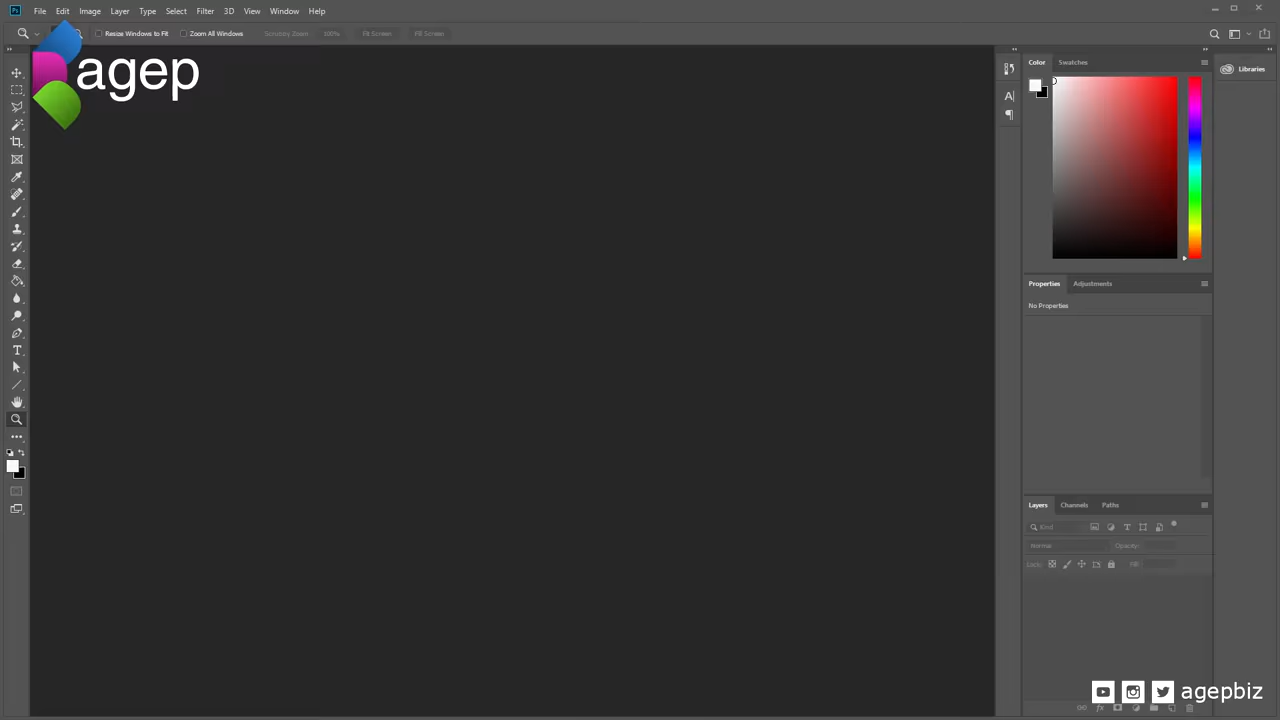 Ps File Edit Image Layer Type Select Filter 3D View Window Help
Resize Windows to Fit Zoom All Windows Scrubby Zoom 100% Fit Screen Fill Screen
agep
Color Swatches
Libraries
Properties Adjustments
No Properties
Layers Channels Paths
Kind
Normal Opacity:
Lock: Fill:
agepbiz